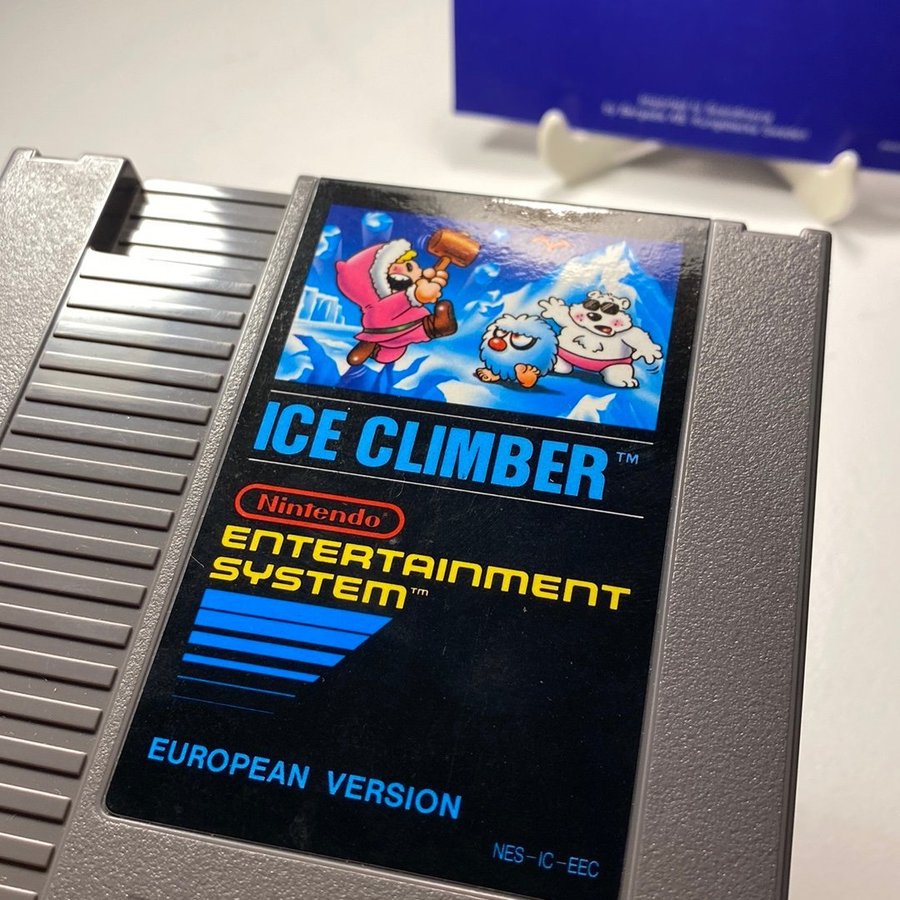 ICE CLIMBER™
Nintendo®
ENTERTAINMENT
SYSTEM™
EUROPEAN VERSION
NES-IC-EEC